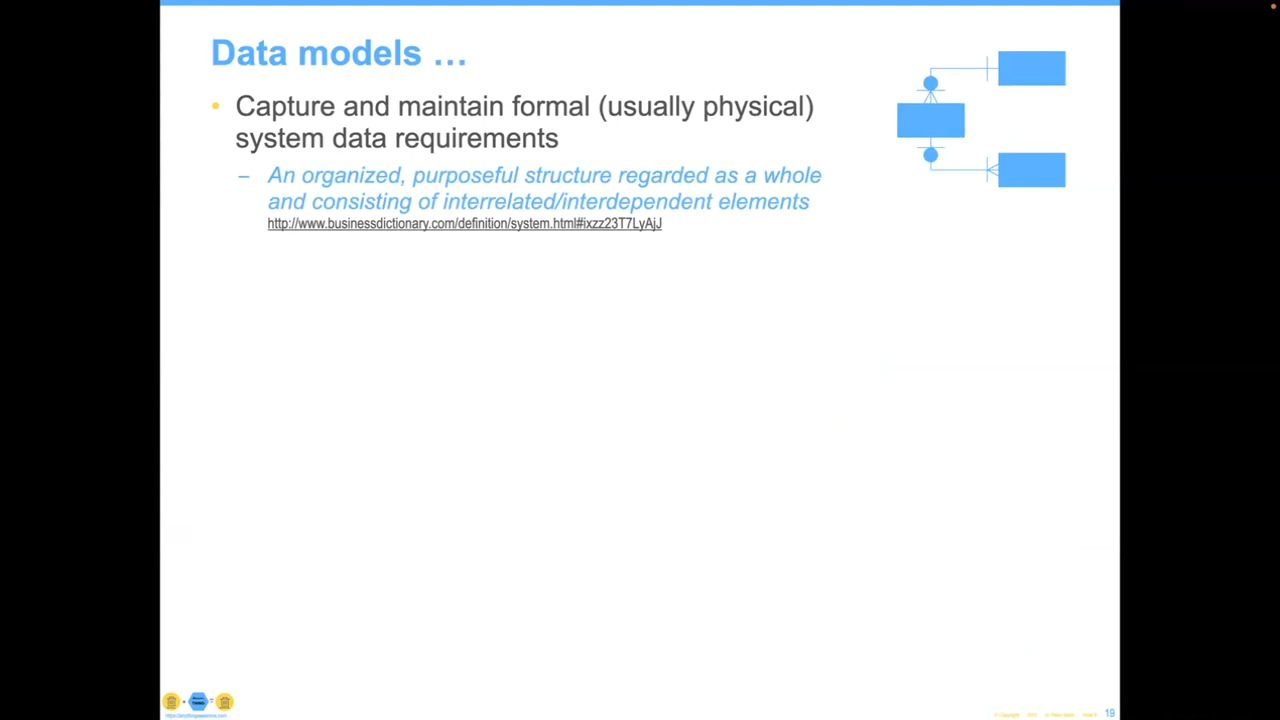 Data models …
• Capture and maintain formal (usually physical)
system data requirements
– An organized, purposeful structure regarded as a whole
and consisting of interrelated/interdependent elements
http://www.businessdictionary.com/definition/system.html#ixzz23T7LyAjJ
19